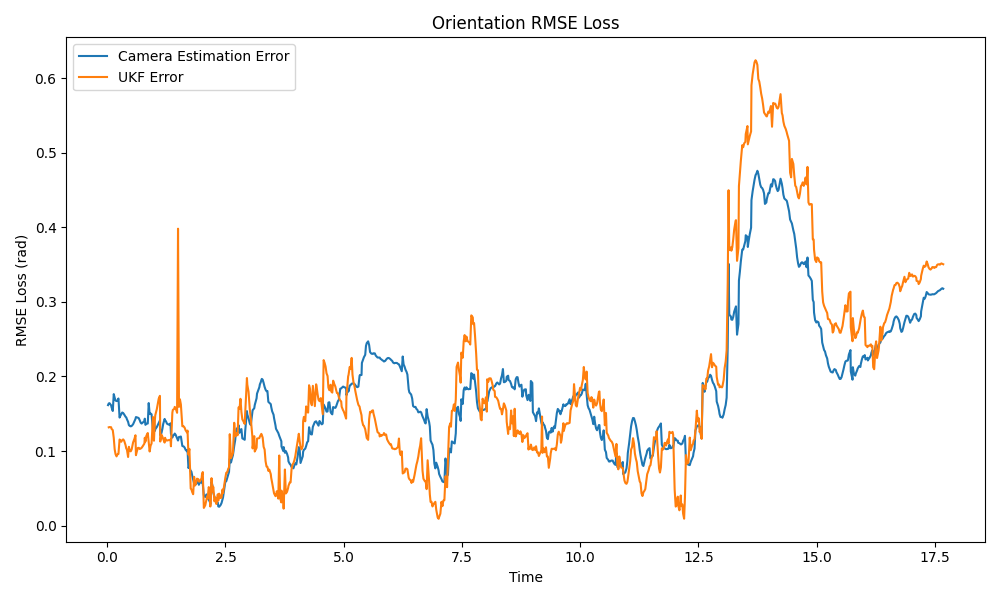 Orientation RMSE Loss
Camera Estimation Error
UKF Error
RMSE Loss (rad)
0.6
0.5
0.4
0.3
0.2
0.1
0.0
0.0 2.5 5.0 7.5 10.0 12.5 15.0 17.5
Time